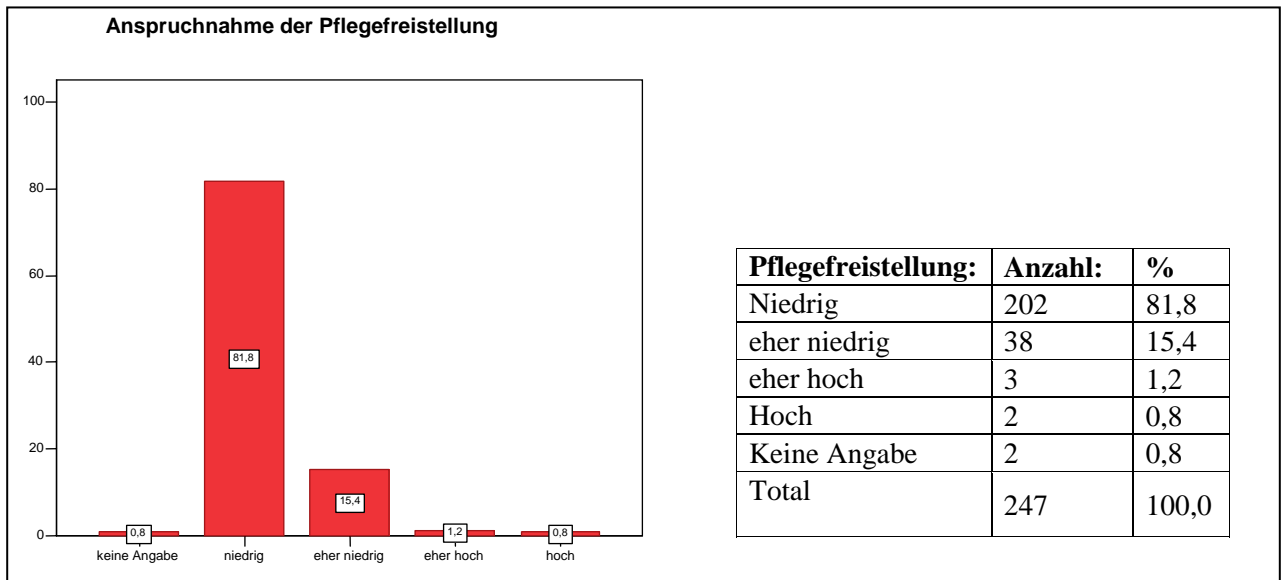 Anspruchnahme der Pflegefreistellung
100
80
60
40
20
0
0,8
81,8
15,4
1,2
0,8
keine Angabe niedrig eher niedrig eher hoch hoch
Pflegefreistellung: Anzahl: %
Niedrig 202 81,8
eher niedrig 38 15,4
eher hoch 3 1,2
Hoch 2 0,8
Keine Angabe 2 0,8
Total 247 100,0